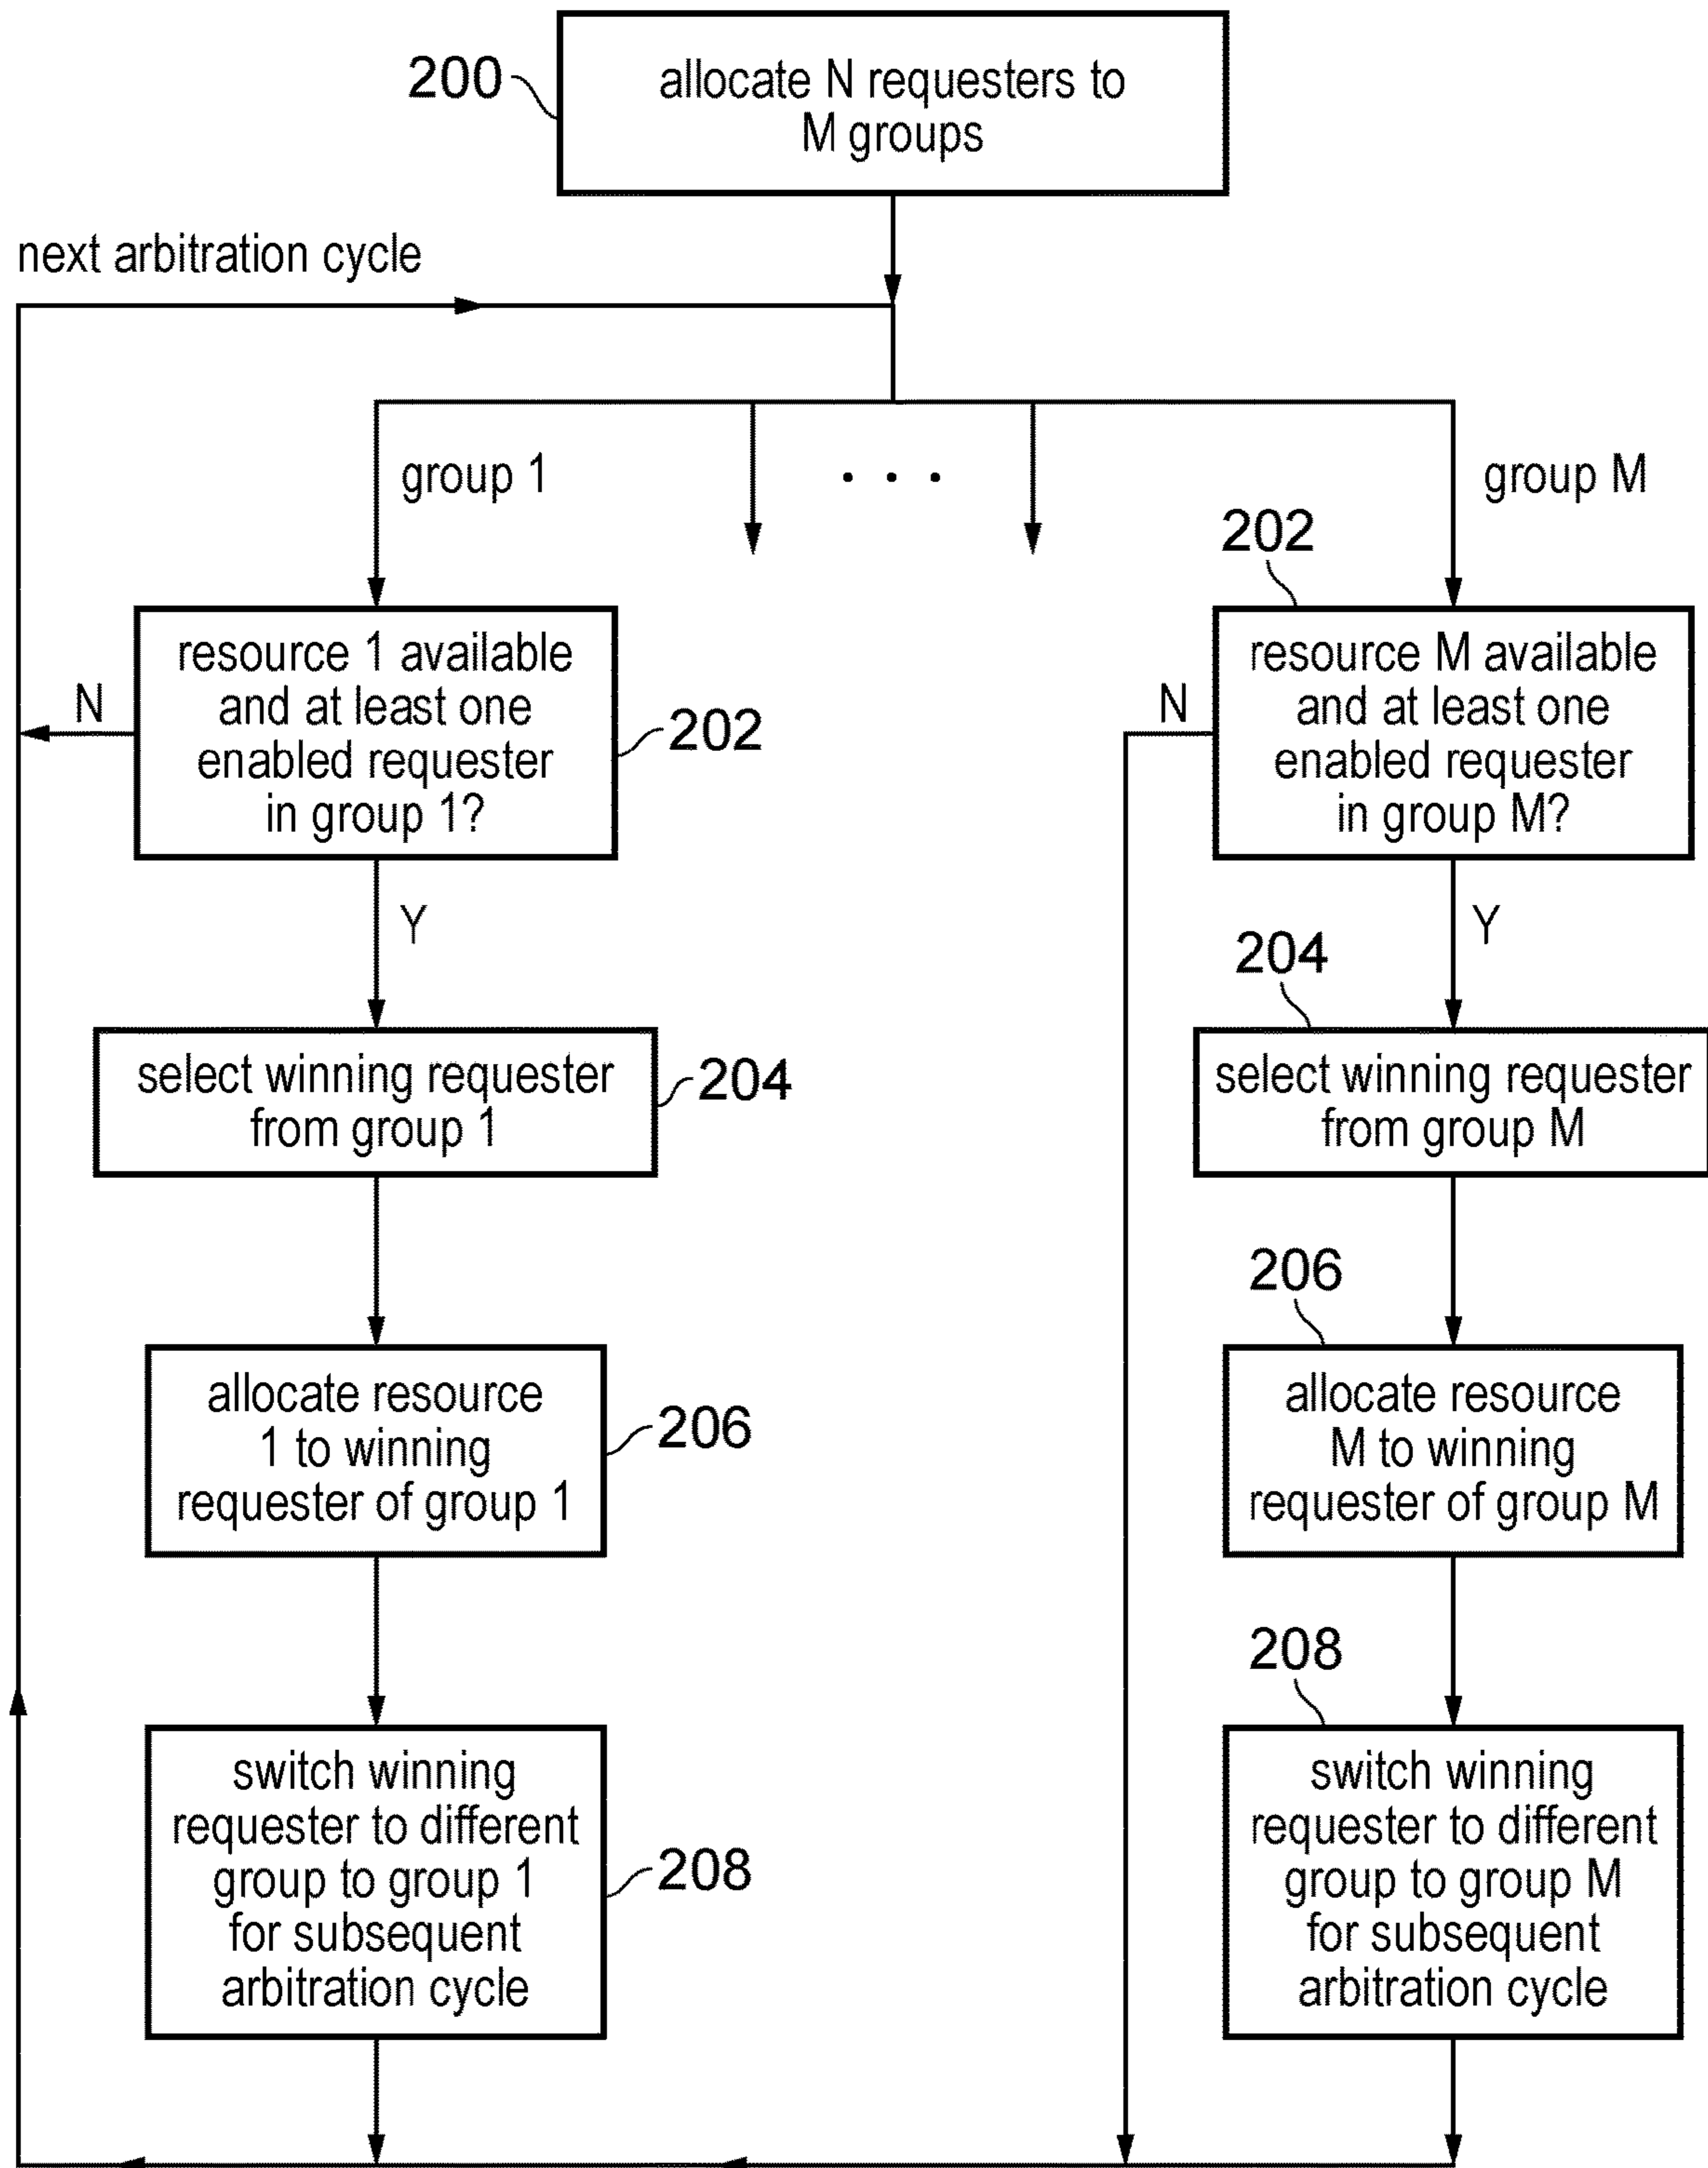 200
allocate N requesters to
M groups
next arbitration cycle
group 1
. . .
group M
202
resource 1 available
and at least one
enabled requester
in group 1?
N
202
Y
resource M available
and at least one
enabled requester
in group M?
N
Y
select winning requester
from group 1
204
204
select winning requester
from group M
allocate resource
1 to winning
requester of group 1
206
206
allocate resource
M to winning
requester of group M
switch winning
requester to different
group to group 1
for subsequent
arbitration cycle
208
208
switch winning
requester to different
group to group M
for subsequent
arbitration cycle